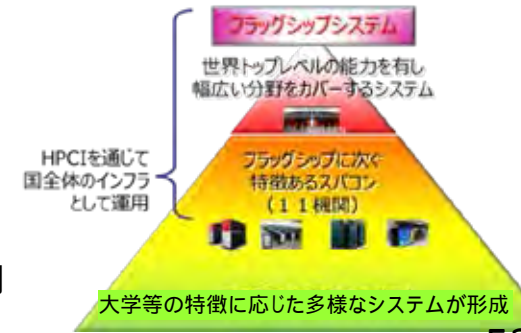 フラッグシップシステム
世界トップレベルの能力を有し
幅広い分野をカバーするシステム
HPCIを通じて
国全体のインフラ
として運用
フラッグシップに次ぐ
特徴あるスパコン
(11機関)
大学等の特徴に応じた多様なシステムが形成